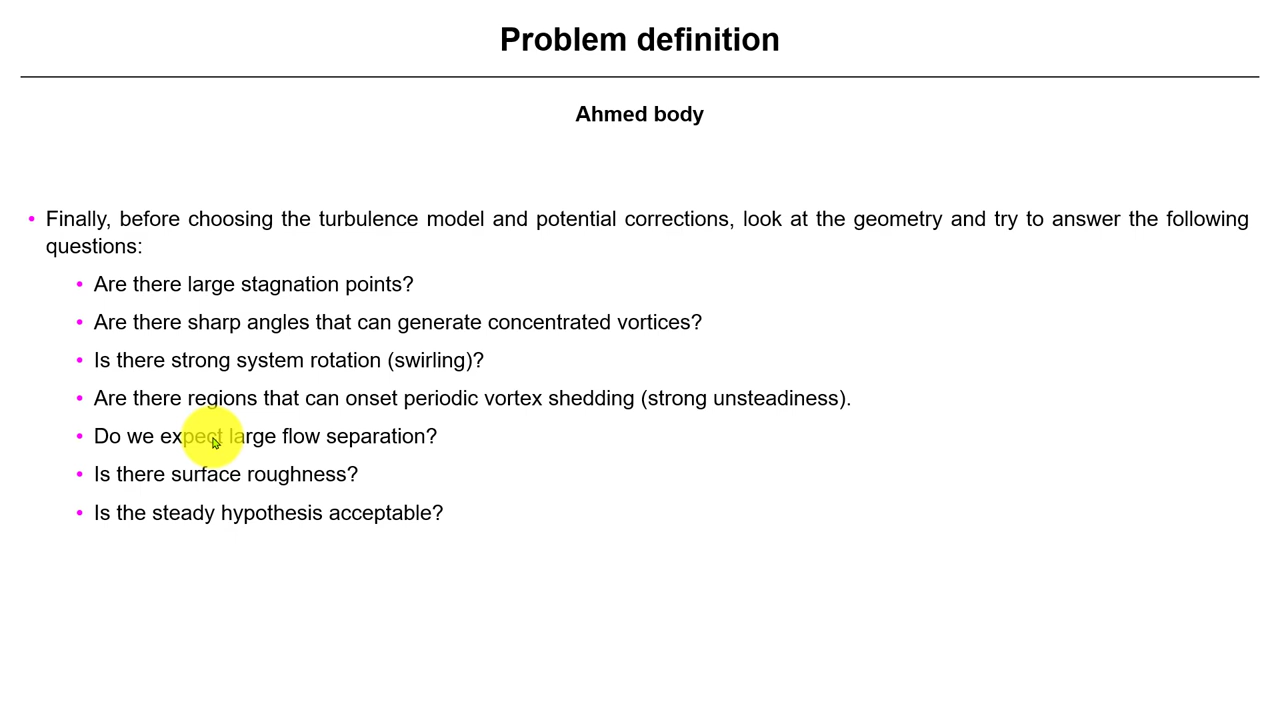 Problem definition
Ahmed body
• Finally, before choosing the turbulence model and potential corrections, look at the geometry and try to answer the following
questions:
• Are there large stagnation points?
• Are there sharp angles that can generate concentrated vortices?
• Is there strong system rotation (swirling)?
• Are there regions that can onset periodic vortex shedding (strong unsteadiness).
• Do we expect large flow separation?
• Is there surface roughness?
• Is the steady hypothesis acceptable?